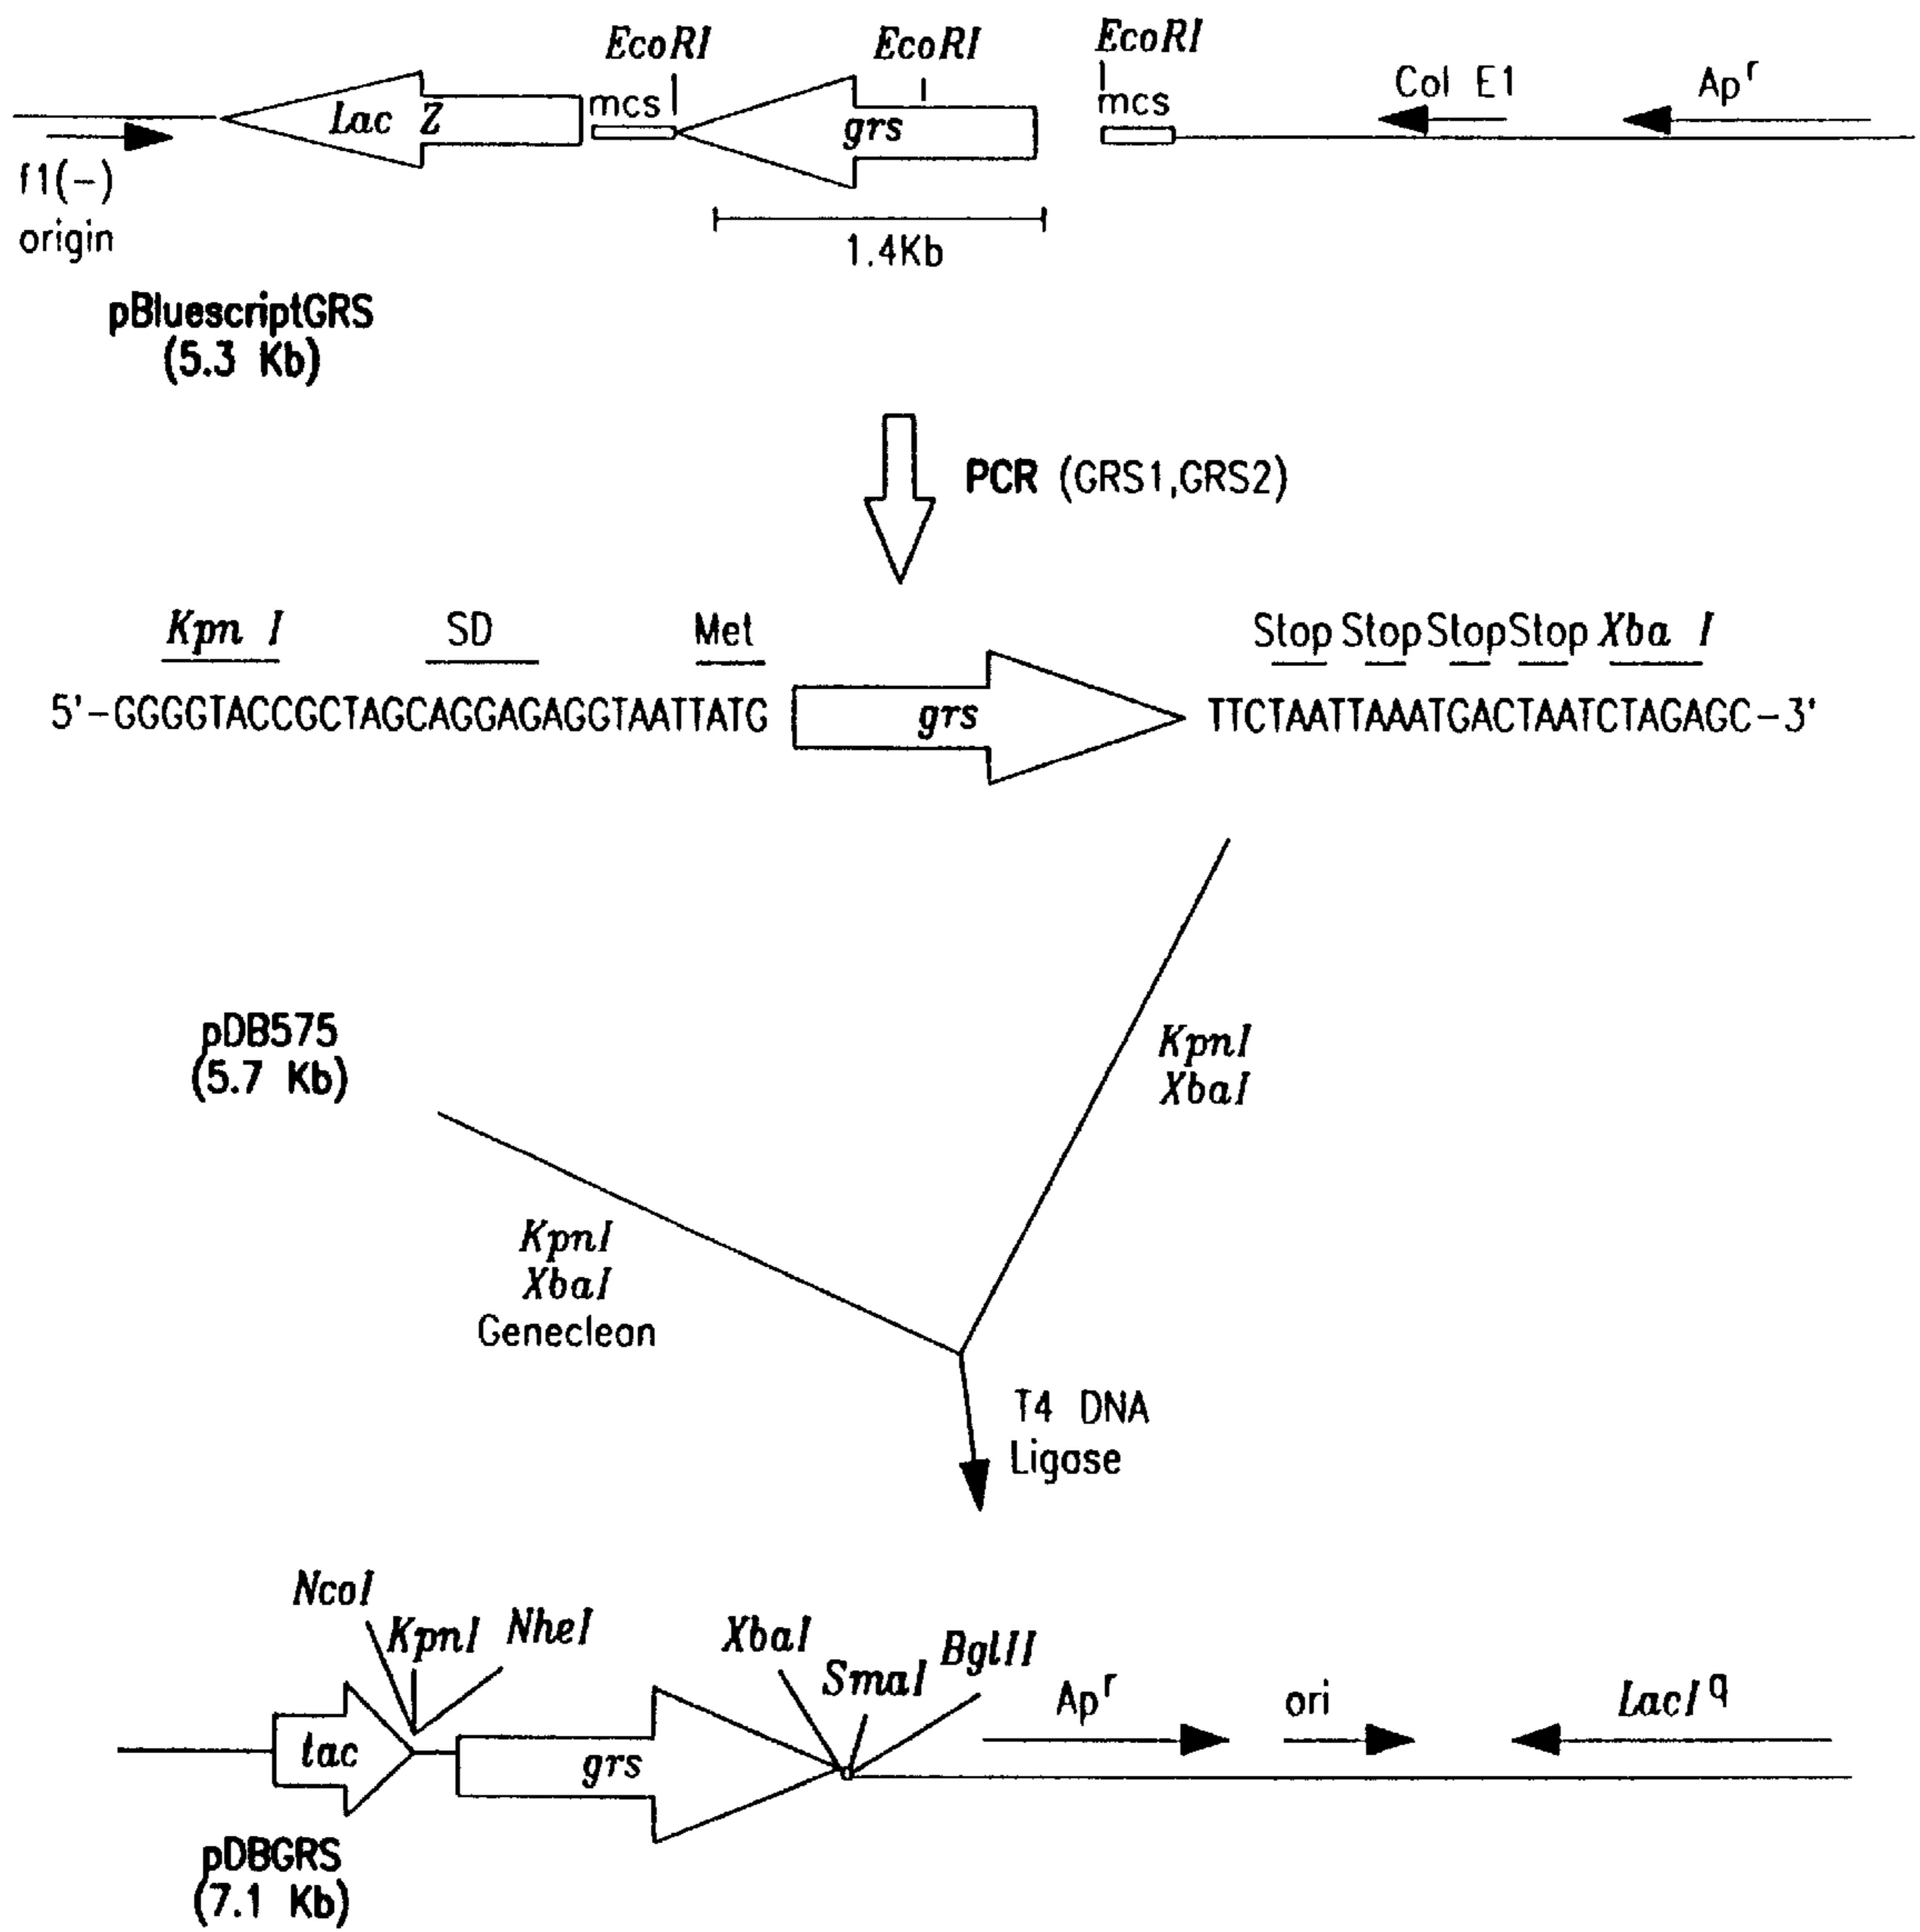 EcoRI EcoRI EcoRI
mcs mcs Col E1 Apʳ
Lac Z grs
f1(-)
origin
1.4Kb
pBluescriptGRS
(5.3 Kb)
PCR (GRS1,GRS2)
Kpn I SD Met Stop Stop Stop Stop Xba I
5'-GGGGTACCGCTAGCAGGAGAGGTAATTATG grs TTCTAATTAAATGACTAATCTAGAGC-3'
pDB575
(5.7 Kb)
KpnI
XbaI
KpnI
XbaI
Geneclean
T4 DNA
Ligase
NcoI
KpnI NheI XbaI
SmaI BglII
Apʳ ori LacI q
tac grs
pDBGRS
(7.1 Kb)